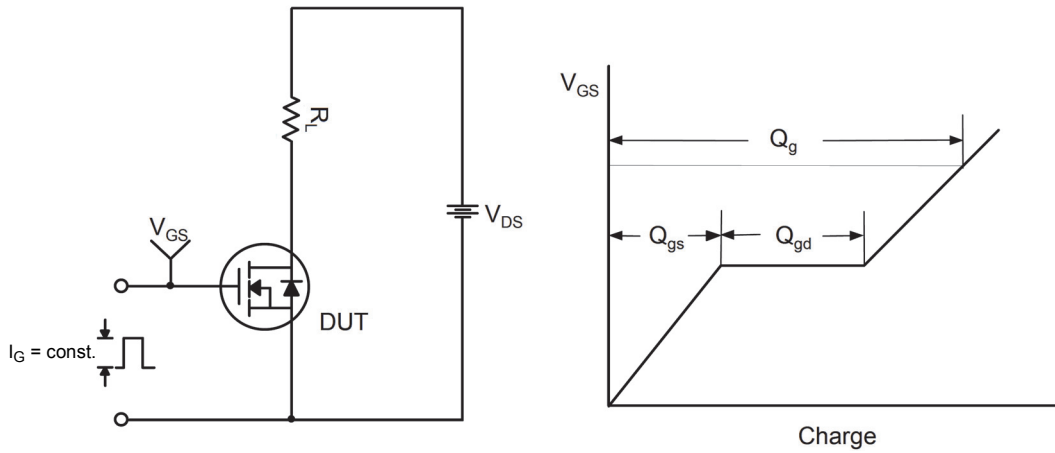 R_L
V_GS
V_DS
DUT
I_G = const.
V_GS
Q_g
Q_gs
Q_gd
Charge